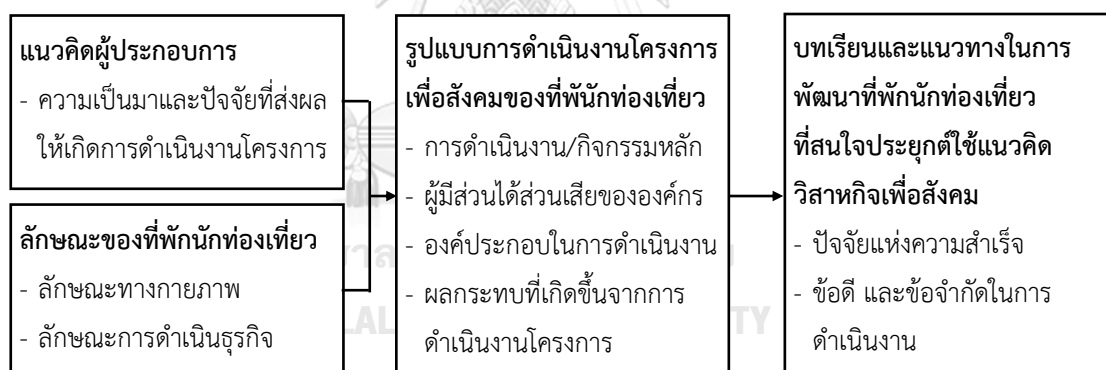 แนวคิดผู้ประกอบการ
- ความเป็นมาและปัจจัยที่ส่งผล
ให้เกิดการดำเนินงานโครงการ
ลักษณะของที่พักนักท่องเที่ยว
- ลักษณะทางกายภาพ
- ลักษณะการดำเนินธุรกิจ
รูปแบบการดำเนินงานโครงการ
เพื่อสังคมของที่พันักท่องเที่ยว
- การดำเนินงาน/กิจกรรมหลัก
- ผู้มีส่วนได้ส่วนเสียขององค์กร
- องค์ประกอบในการดำเนินงาน
- ผลกระทบที่เกิดขึ้นจากการ
ดำเนินงานโครงการ
บทเรียนและแนวทางในการ
พัฒนาที่พักนักท่องเที่ยว
ที่สนใจประยุกต์ใช้แนวคิด
วิสาหกิจเพื่อสังคม
- ปัจจัยแห่งความสำเร็จ
- ข้อดี และข้อจำกัดในการ
ดำเนินงาน